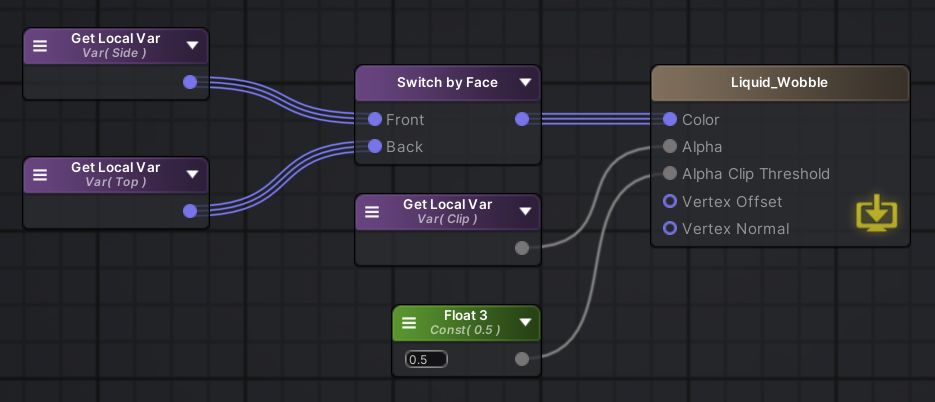 Get Local Var
Var( Side )
Get Local Var
Var( Top )
Switch by Face
Front
Back
Get Local Var
Var( Clip )
Float 3
Const( 0.5 )
0.5
Liquid_Wobble
Color
Alpha
Alpha Clip Threshold
Vertex Offset
Vertex Normal